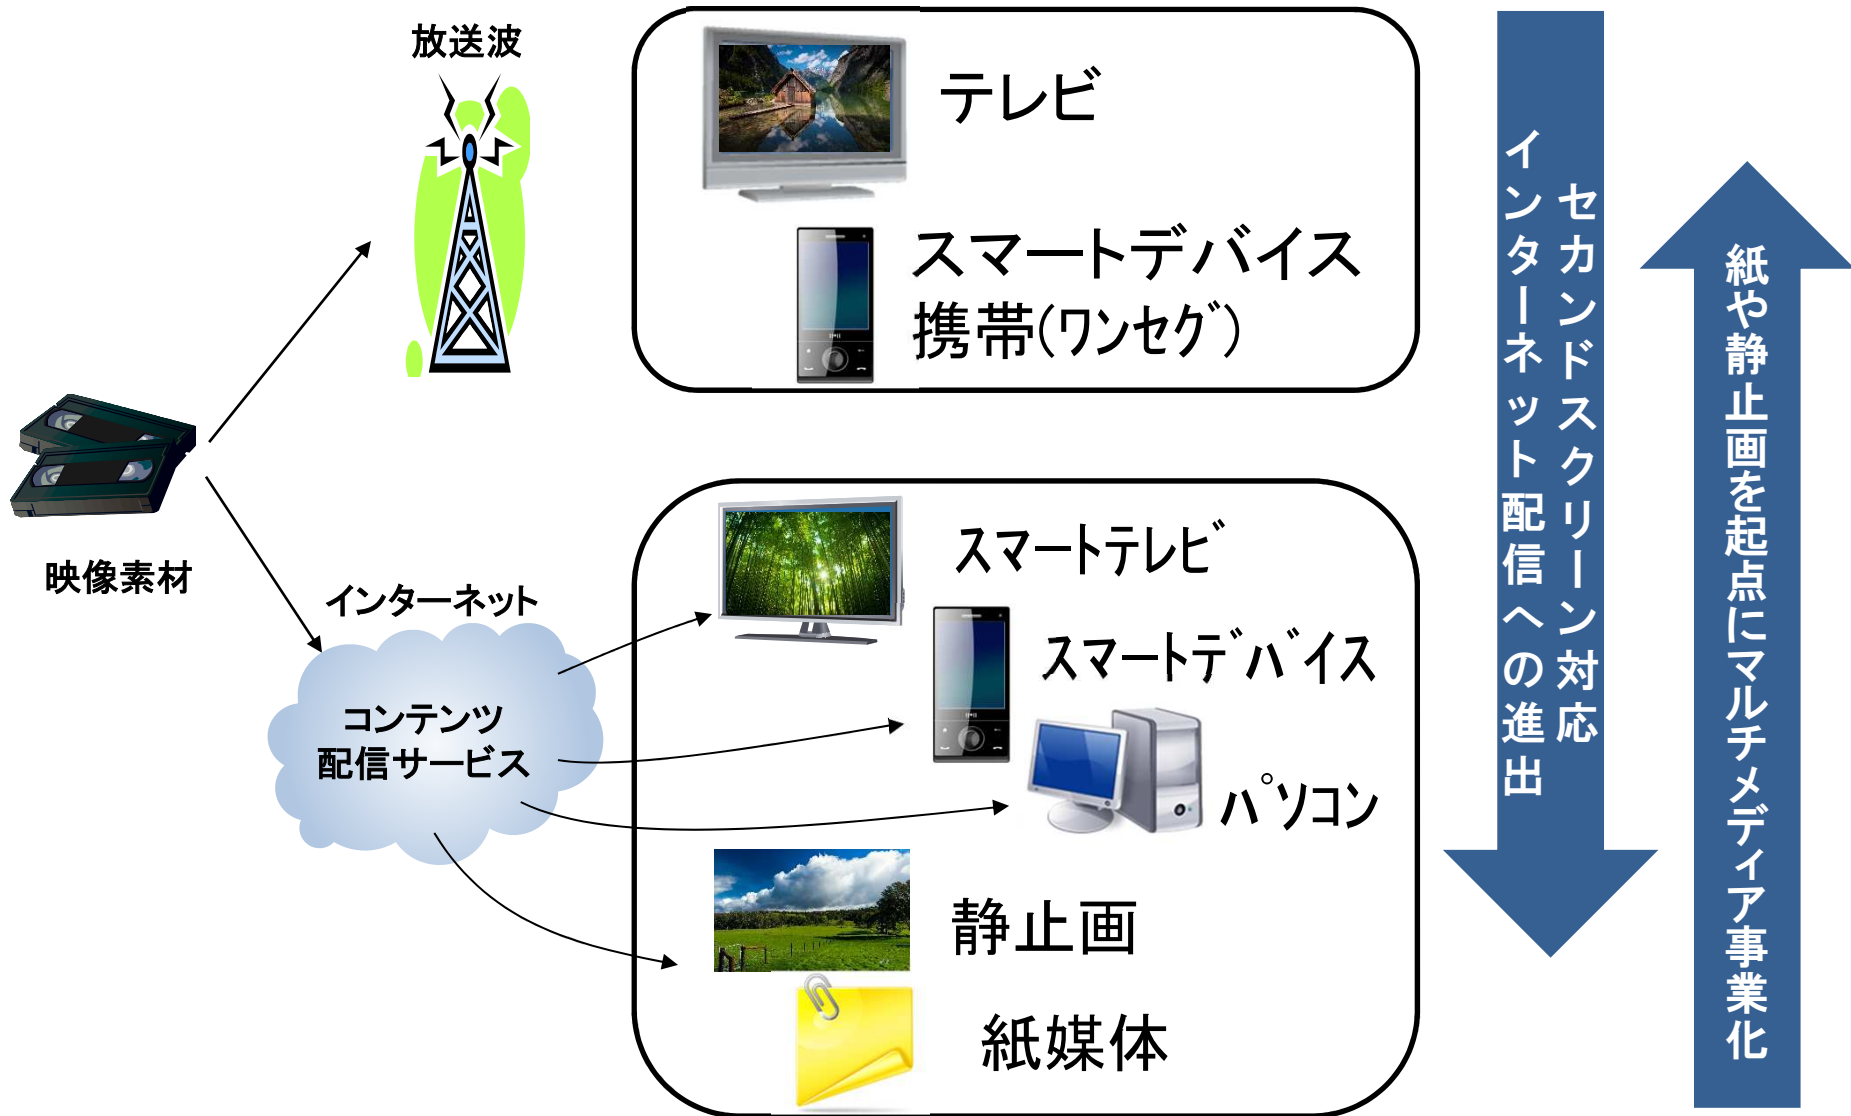 放送波
テレビ
スマートデバイス
携帯(ワンセグ)
映像素材
インターネット
コンテンツ
配信サービス
スマートテレビ
スマートデバイス
パソコン
静止画
紙媒体
セカンドスクリーン対応
インターネット配信への進出
紙や静止画を起点にマルチメディア事業化